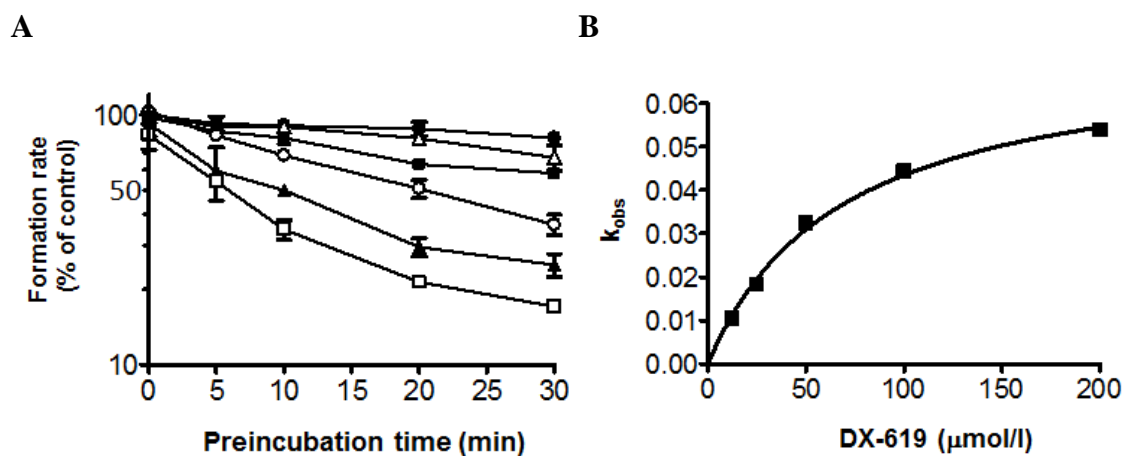 A
B
100
50
10
Formation rate
(% of control)
0 5 10 15 20 25 30
Preincubation time (min)
0.06
0.05
0.04
0.03
0.02
0.01
0.00
k_obs
0 50 100 150 200
DX-619 (μmol/l)